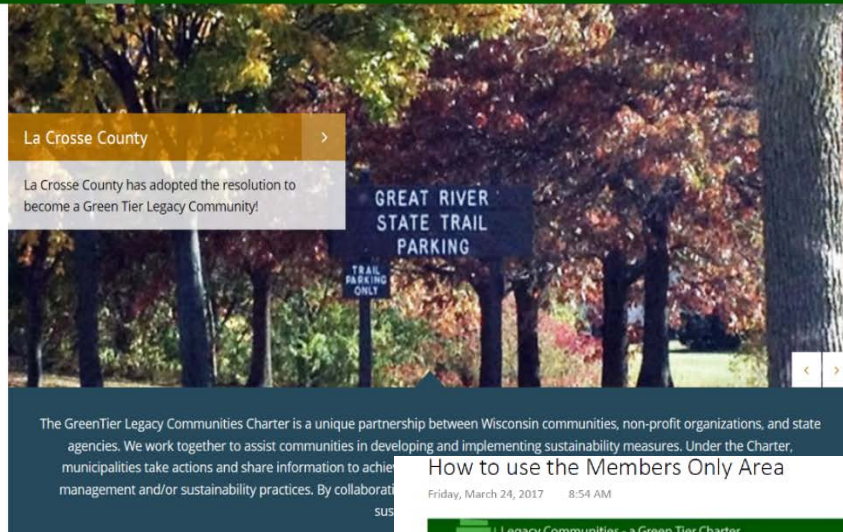 La Crosse County
La Crosse County has adopted the resolution to
become a Green Tier Legacy Community!
GREAT RIVER
STATE TRAIL
PARKING
TRAIL
PARKING
ONLY
The GreenTier Legacy Communities Charter is a unique partnership between Wisconsin communities, non-profit organizations, and state
agencies. We work together to assist communities in developing and implementing sustainability measures. Under the Charter,
municipalities take actions and share information to achie
management and/or sustainability practices. By collaborati
sus
How to use the Members Only Area
Friday, March 24, 2017 8:54 AM
Legacy Communities - a Green Tier Charter